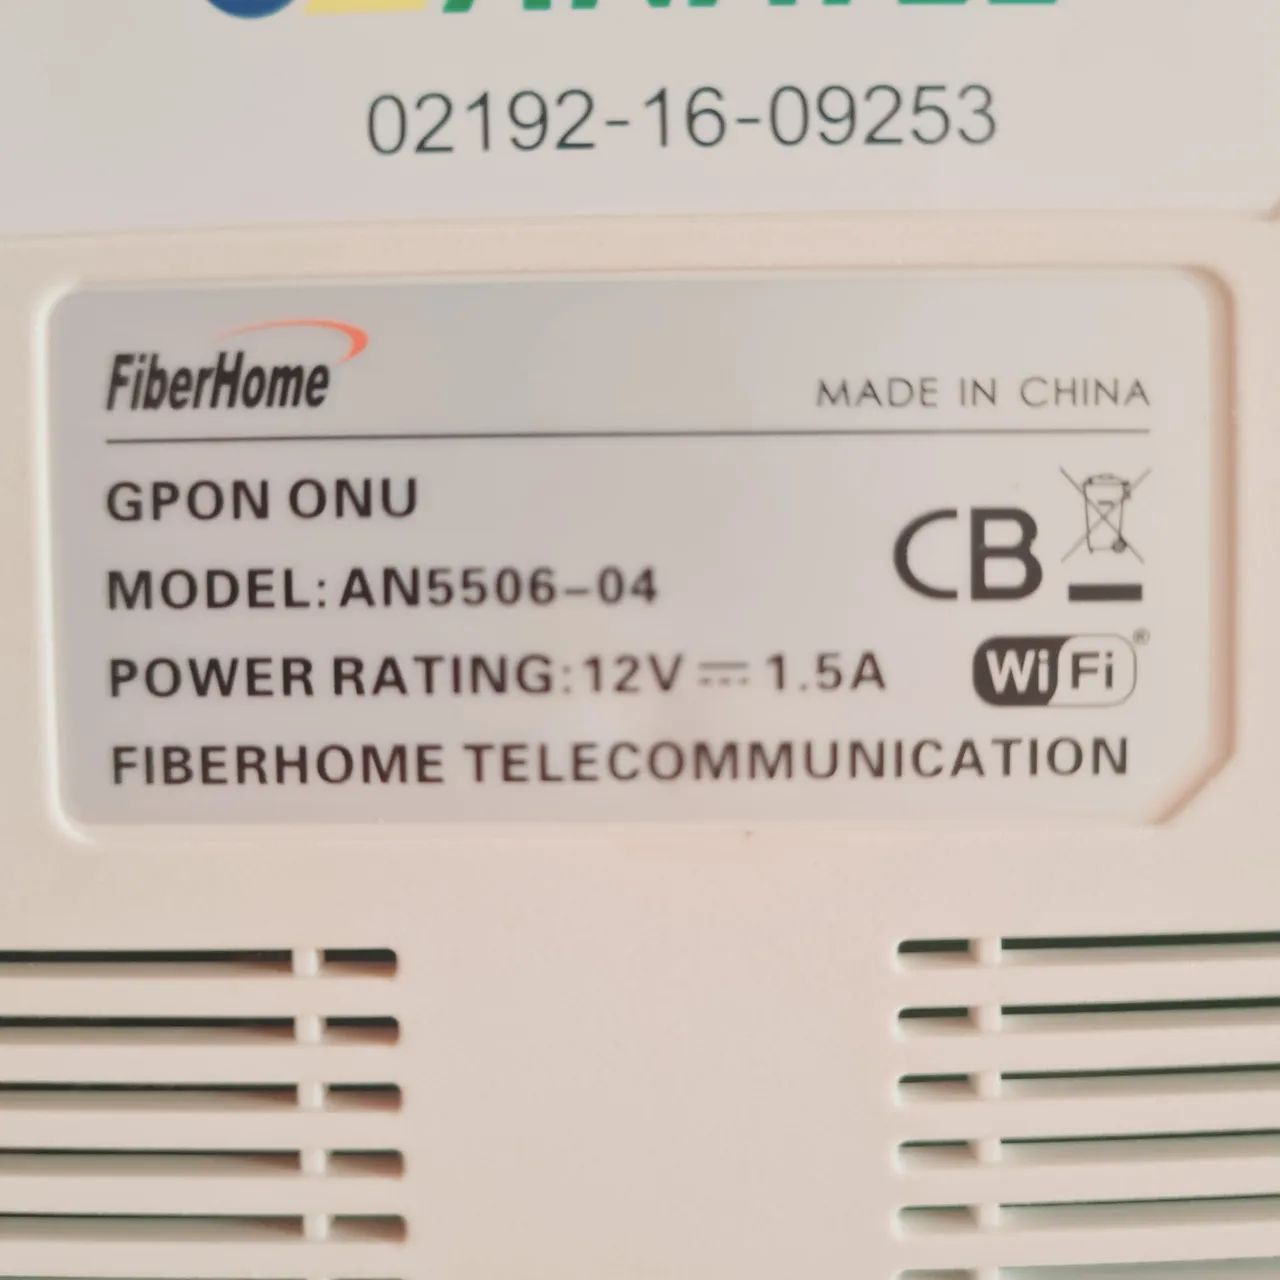 02192-16-09253
FiberHome
MADE IN CHINA
GPON ONU
CB
MODEL: AN5506-04
POWER RATING: 12V ⎓ 1.5A
WiFi®
FIBERHOME TELECOMMUNICATION